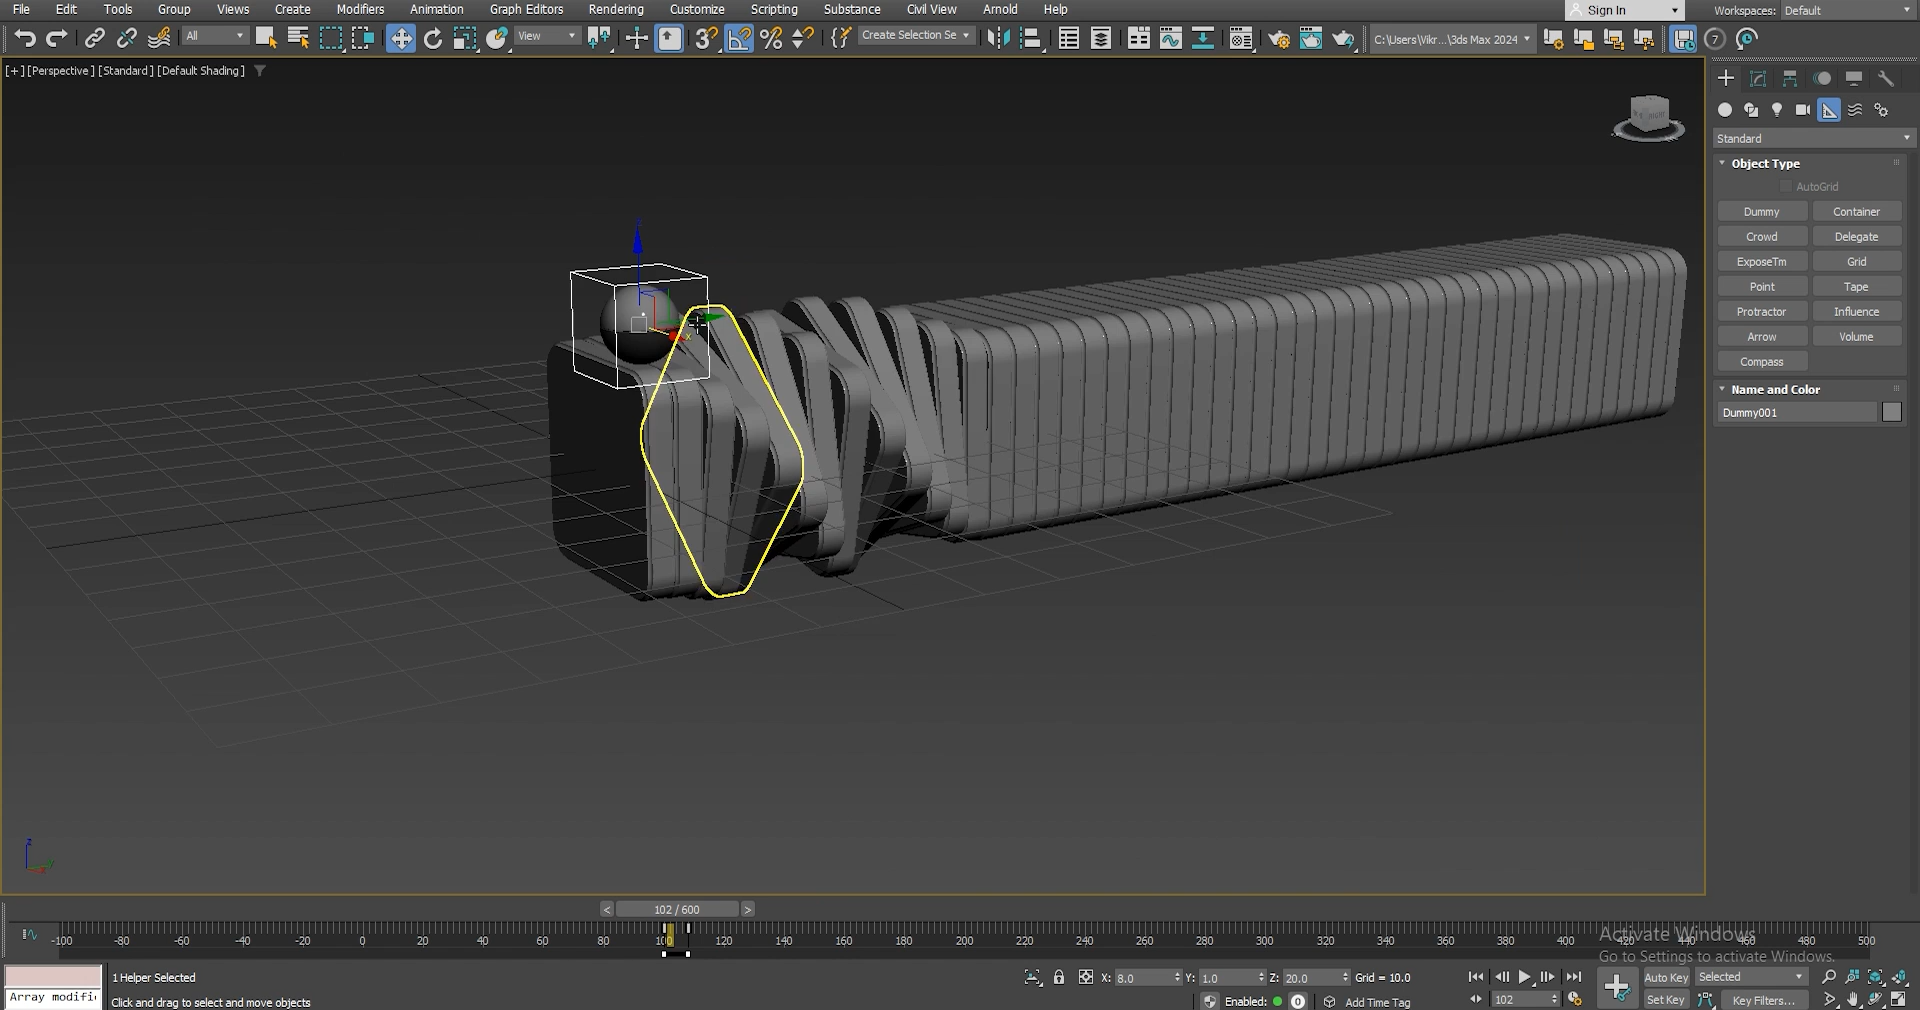 File Edit Tools Group Views Create Modifiers Animation Graph Editors Rendering Customize Scripting Substance Civil View Arnold Help Sign In Workspaces: Default
All View Create Selection Se C:\Users\Vikr...\3ds Max 2024 7
[+] [Perspective] [Standard] [Default Shading]
Standard
Object Type
AutoGrid
Dummy Container
Crowd Delegate
ExposeTm Grid
Point Tape
Protractor Influence
Arrow Volume
Compass
Name and Color
Dummy001
x
z
< 102 / 600 >
-100 -80 -60 -40 -20 0 20 40 60 80 100 120 140 160 180 200 220 240 260 280 300 320 340 360 380 400 420 440 460 480 500
Activate Windows
Go to Settings to activate Windows.
1 Helper Selected X: 8.0 Y: 1.0 Z: 20.0 Grid = 10.0 Auto Key Selected
Array modifi Click and drag to select and move objects Enabled: 0 Add Time Tag 102 Set Key Key Filters...